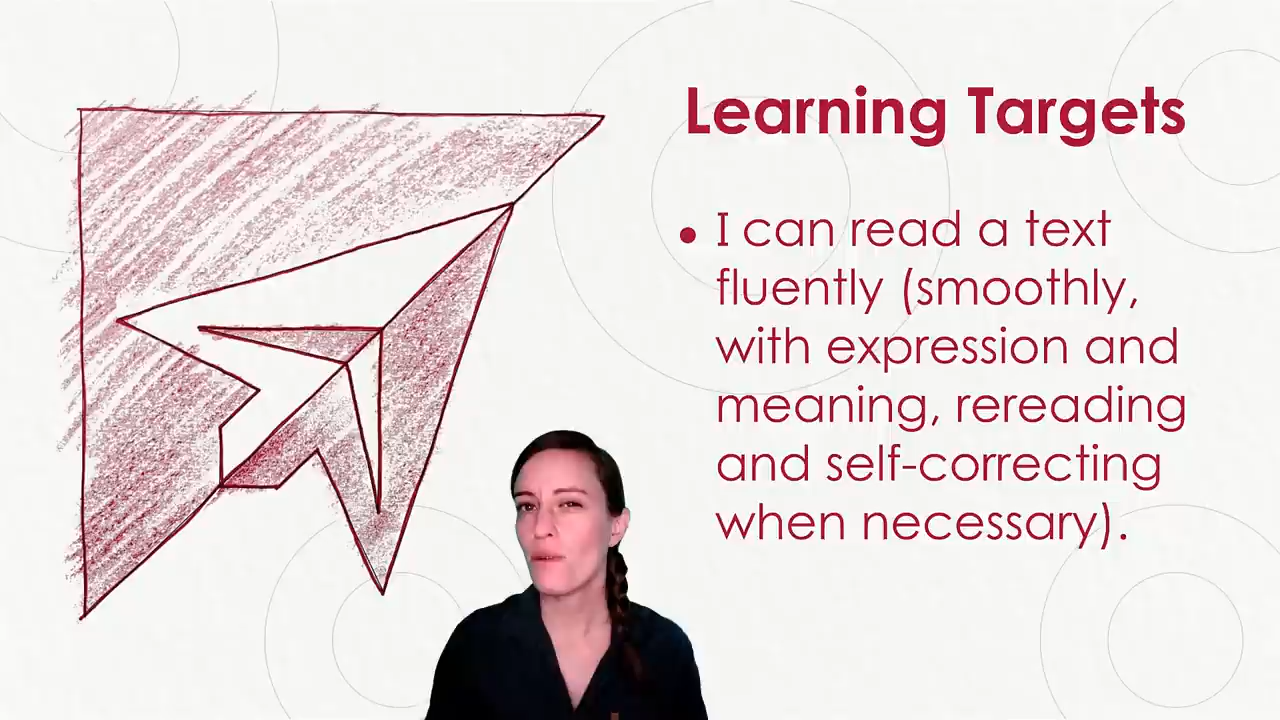 Learning Targets
• I can read a text
fluently (smoothly,
with expression and
meaning, rereading
and self-correcting
when necessary).